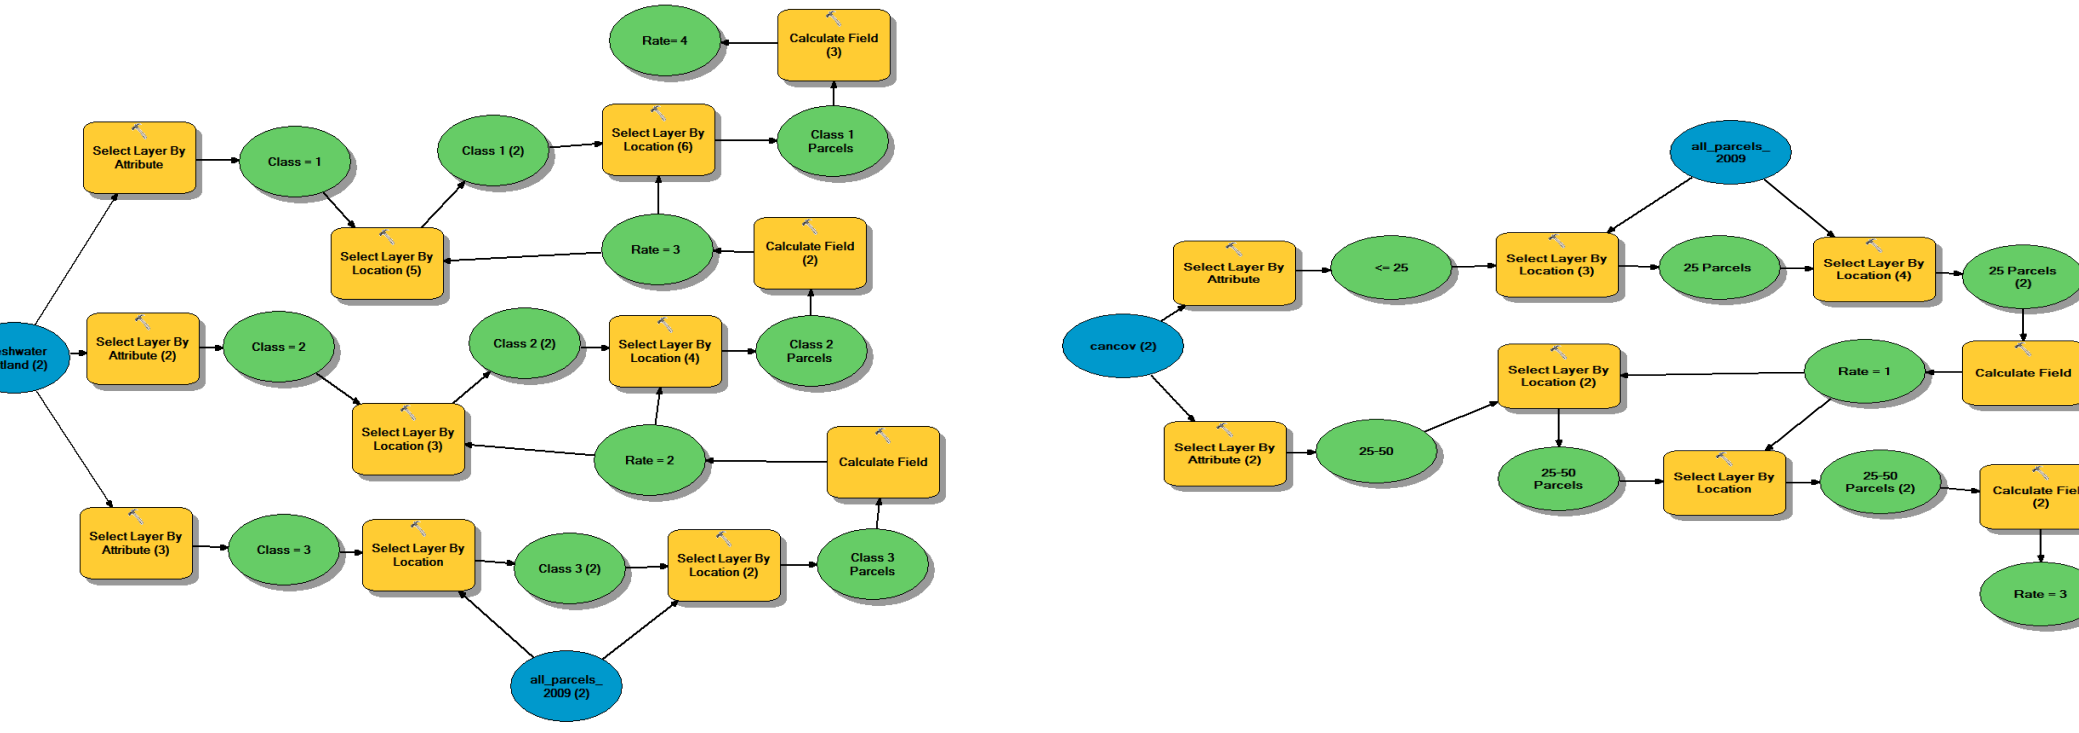 Rate= 4
Calculate Field
(3)
Select Layer By
Attribute
Class = 1
Class 1 (2)
Select Layer By
Location (6)
Class 1
Parcels
Select Layer By
Location (5)
Rate = 3
Calculate Field
(2)
eshwater
tland (2)
Select Layer By
Attribute (2)
Class = 2
Class 2 (2)
Select Layer By
Location (4)
Class 2
Parcels
Select Layer By
Location (3)
Rate = 2
Calculate Field
Select Layer By
Attribute (3)
Class = 3
Select Layer By
Location
Class 3 (2)
Select Layer By
Location (2)
Class 3
Parcels
all_parcels_
2009 (2)
all_parcels_
2009
Select Layer By
Attribute
<= 25
Select Layer By
Location (3)
25 Parcels
Select Layer By
Location (4)
25 Parcels
(2)
cancov (2)
Select Layer By
Location (2)
Rate = 1
Calculate Field
Select Layer By
Attribute (2)
25-50
25-50
Parcels
Select Layer By
Location
25-50
Parcels (2)
Calculate Fiel
(2)
Rate = 3